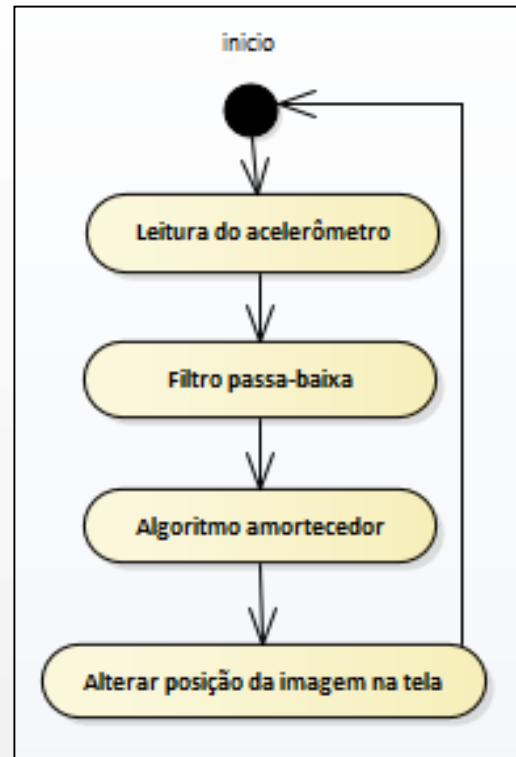 inicio
Leitura do acelerômetro
Filtro passa-baixa
Algoritmo amortecedor
Alterar posição da imagem na tela